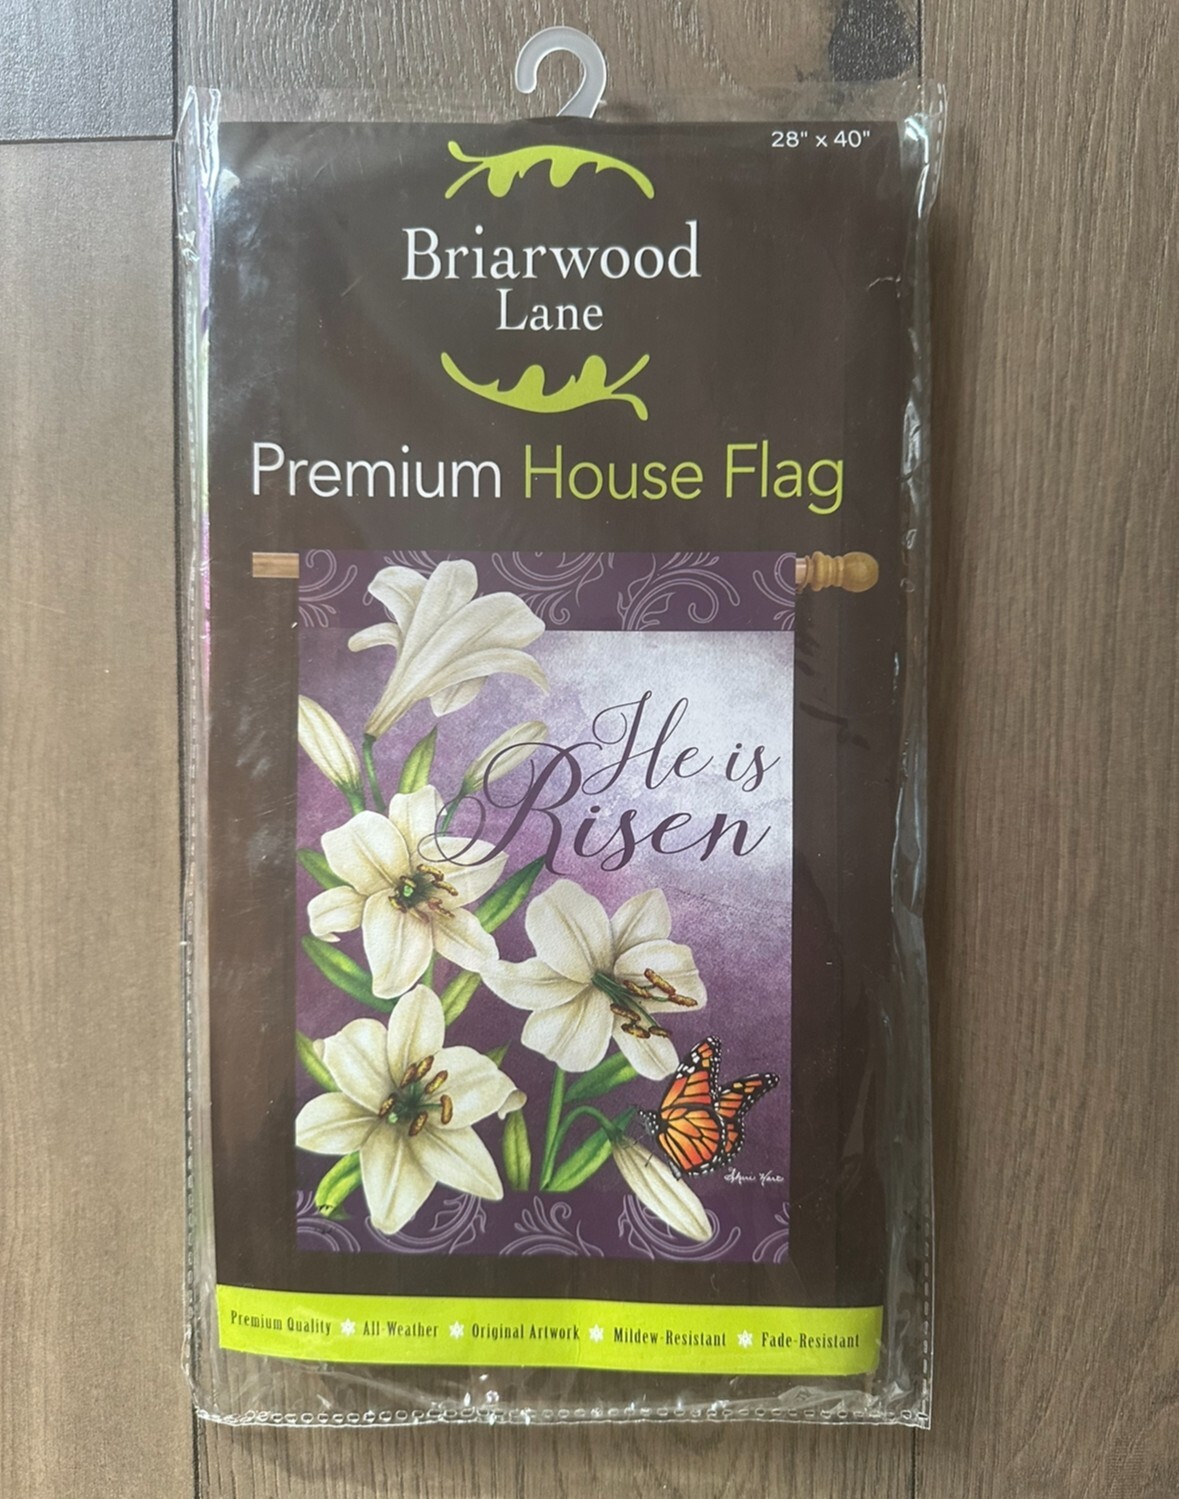 28" x 40"
Briarwood
Lane
Premium House Flag
He is
Risen
Premium Quality All-Weather Original Artwork Mildew-Resistant Fade-Resistant